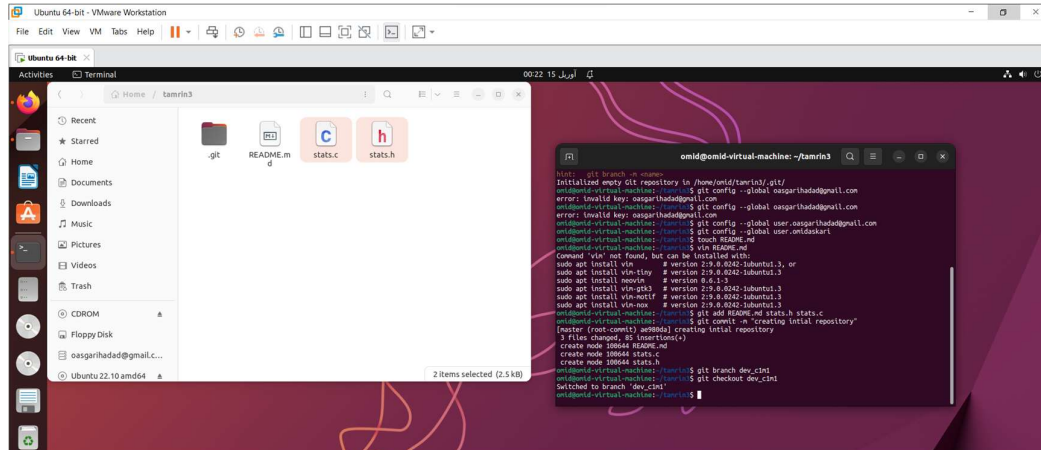 Ubuntu 64-bit - VMware Workstation
File Edit View VM Tabs Help
Ubuntu 64-bit
Activities Terminal 00:22 15 آوریل
Home / tamrin3
Recent
Starred
Home
Documents
Downloads
Music
Pictures
Videos
Trash
CDROM
Floppy Disk
oasgarihadad@gmail.c...
Ubuntu 22.10 amd64
.git
README.m
d
stats.c
stats.h
2 items selected (2.5 kB)
omid@omid-virtual-machine: ~/tamrin3
hint: git branch -m <name>
Initialized empty Git repository in /home/omid/tamrin3/.git/
omid@omid-virtual-machine:~/tamrin3$ git config --global oasgarihadad@gmail.com
error: invalid key: oasgarihadad@gmail.com
omid@omid-virtual-machine:~/tamrin3$ git config --global oasgarihadad@gmail.com
error: invalid key: oasgarihadad@gmail.com
omid@omid-virtual-machine:~/tamrin3$ git config --global user.oasgarihadad@gmail.com
omid@omid-virtual-machine:~/tamrin3$ git config --global user.omidaskari
omid@omid-virtual-machine:~/tamrin3$ touch README.md
omid@omid-virtual-machine:~/tamrin3$ vim README.md
Command 'vim' not found, but can be installed with:
sudo apt install vim # version 2:9.0.0242-1ubuntu1.3, or
sudo apt install vim-tiny # version 2:9.0.0242-1ubuntu1.3
sudo apt install neovim # version 0.6.1-3
sudo apt install vim-gtk3 # version 2:9.0.0242-1ubuntu1.3
sudo apt install vim-motif # version 2:9.0.0242-1ubuntu1.3
sudo apt install vim-nox # version 2:9.0.0242-1ubuntu1.3
omid@omid-virtual-machine:~/tamrin3$ git add README.md stats.h stats.c
omid@omid-virtual-machine:~/tamrin3$ git commit -m "creating intial repository"
[master (root-commit) ae980da] creating intial repository
3 files changed, 85 insertions(+)
create mode 100644 README.md
create mode 100644 stats.c
create mode 100644 stats.h
omid@omid-virtual-machine:~/tamrin3$ git branch dev_c1m1
omid@omid-virtual-machine:~/tamrin3$ git checkout dev_c1m1
Switched to branch 'dev_c1m1'
omid@omid-virtual-machine:~/tamrin3$